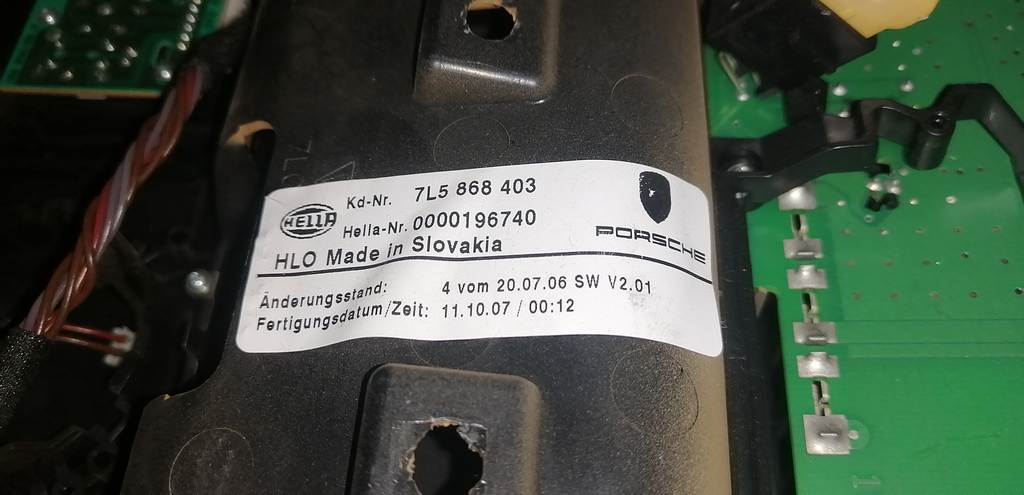 HELLA
Kd-Nr. 7L5 868 403
Hella-Nr. 0000196740
HLO Made in Slovakia
PORSCHE
Änderungsstand: 4 vom 20.07.06 SW V2.01
Fertigungsdatum/Zeit: 11.10.07 / 00:12